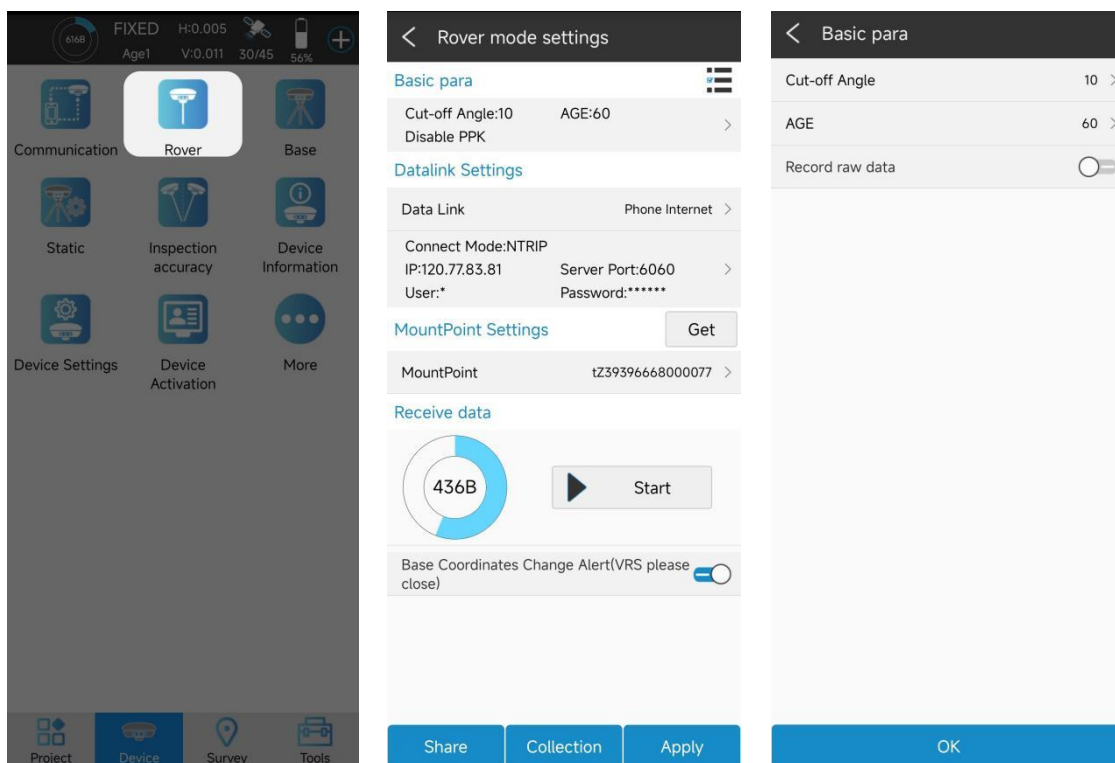 616B
FIXED
H:0.005
Age1
V:0.011
30/45
56%
Communication
Rover
Base
Static
Inspection
accuracy
Device
Information
Device Settings
Device
Activation
More
Project
Device
Survey
Tools
Rover mode settings
Basic para
Cut-off Angle:10 AGE:60
Disable PPK
Datalink Settings
Data Link Phone Internet
Connect Mode:NTRIP
IP:120.77.83.81 Server Port:6060
User:* Password:******
MountPoint Settings Get
MountPoint tZ39396668000077
Receive data
436B
Start
Base Coordinates Change Alert(VRS please
close)
Share Collection Apply
Basic para
Cut-off Angle 10
AGE 60
Record raw data
OK